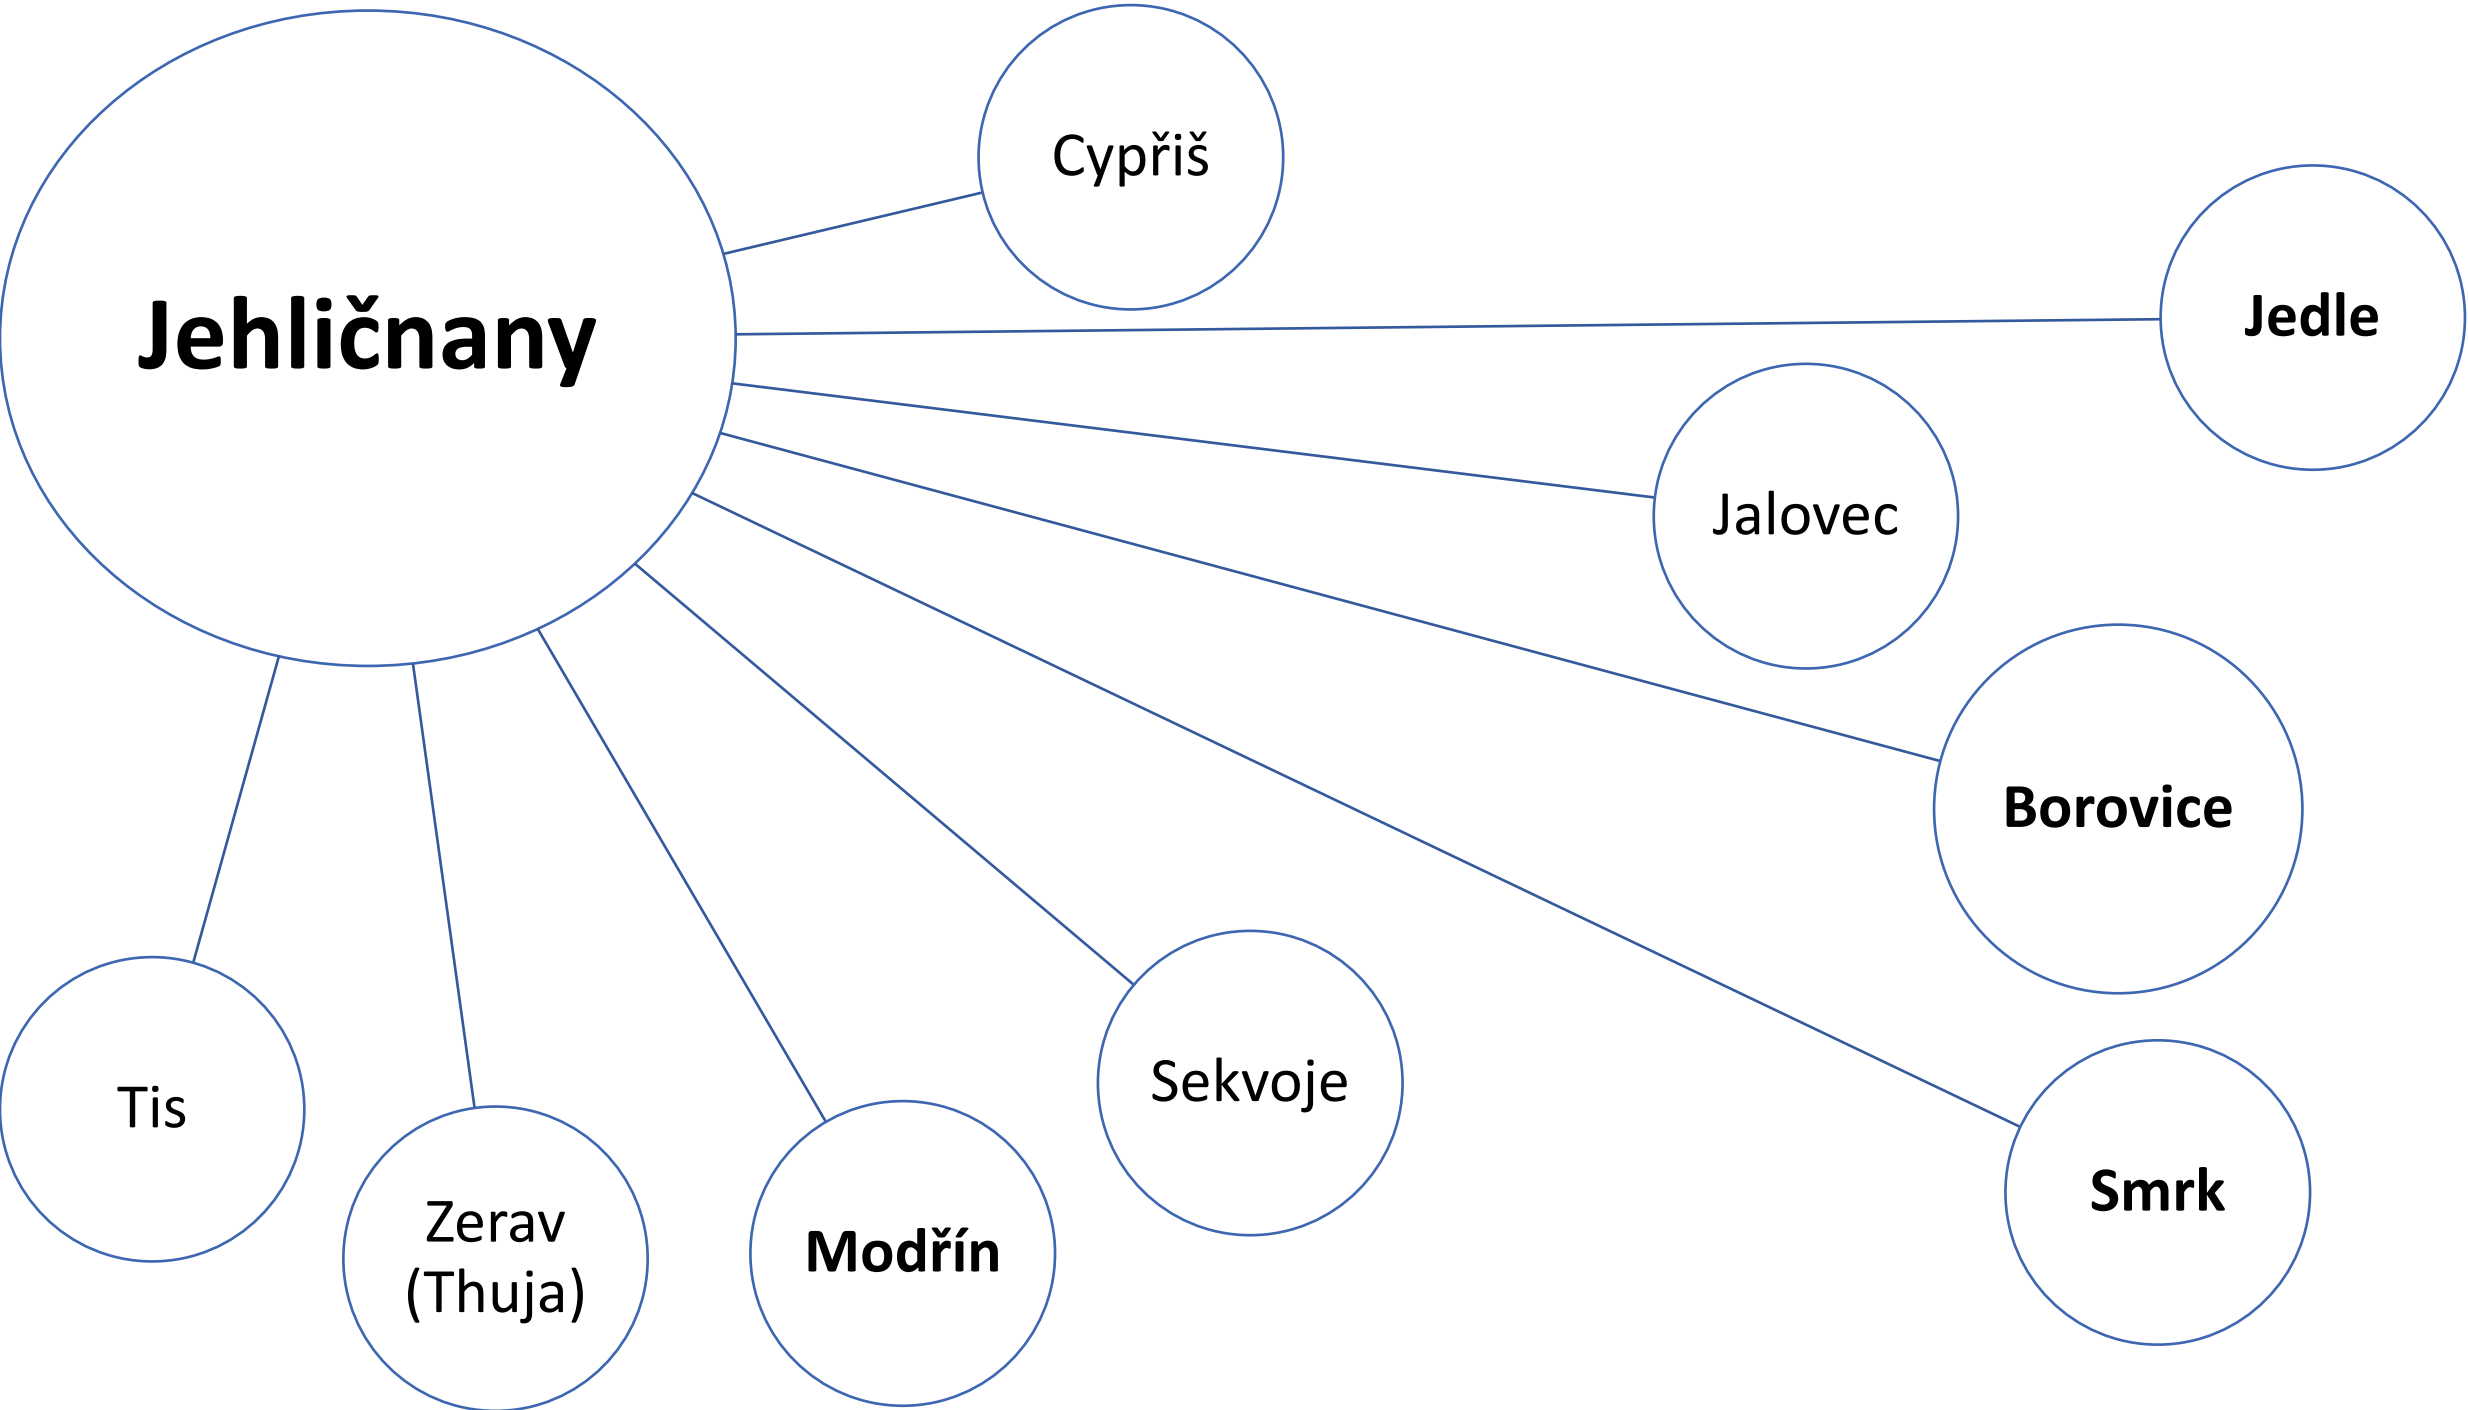 Jehličnany
Cypřiš
Jedle
Jalovec
Borovice
Smrk
Sekvoje
Modřín
Zerav
(Thuja)
Tis